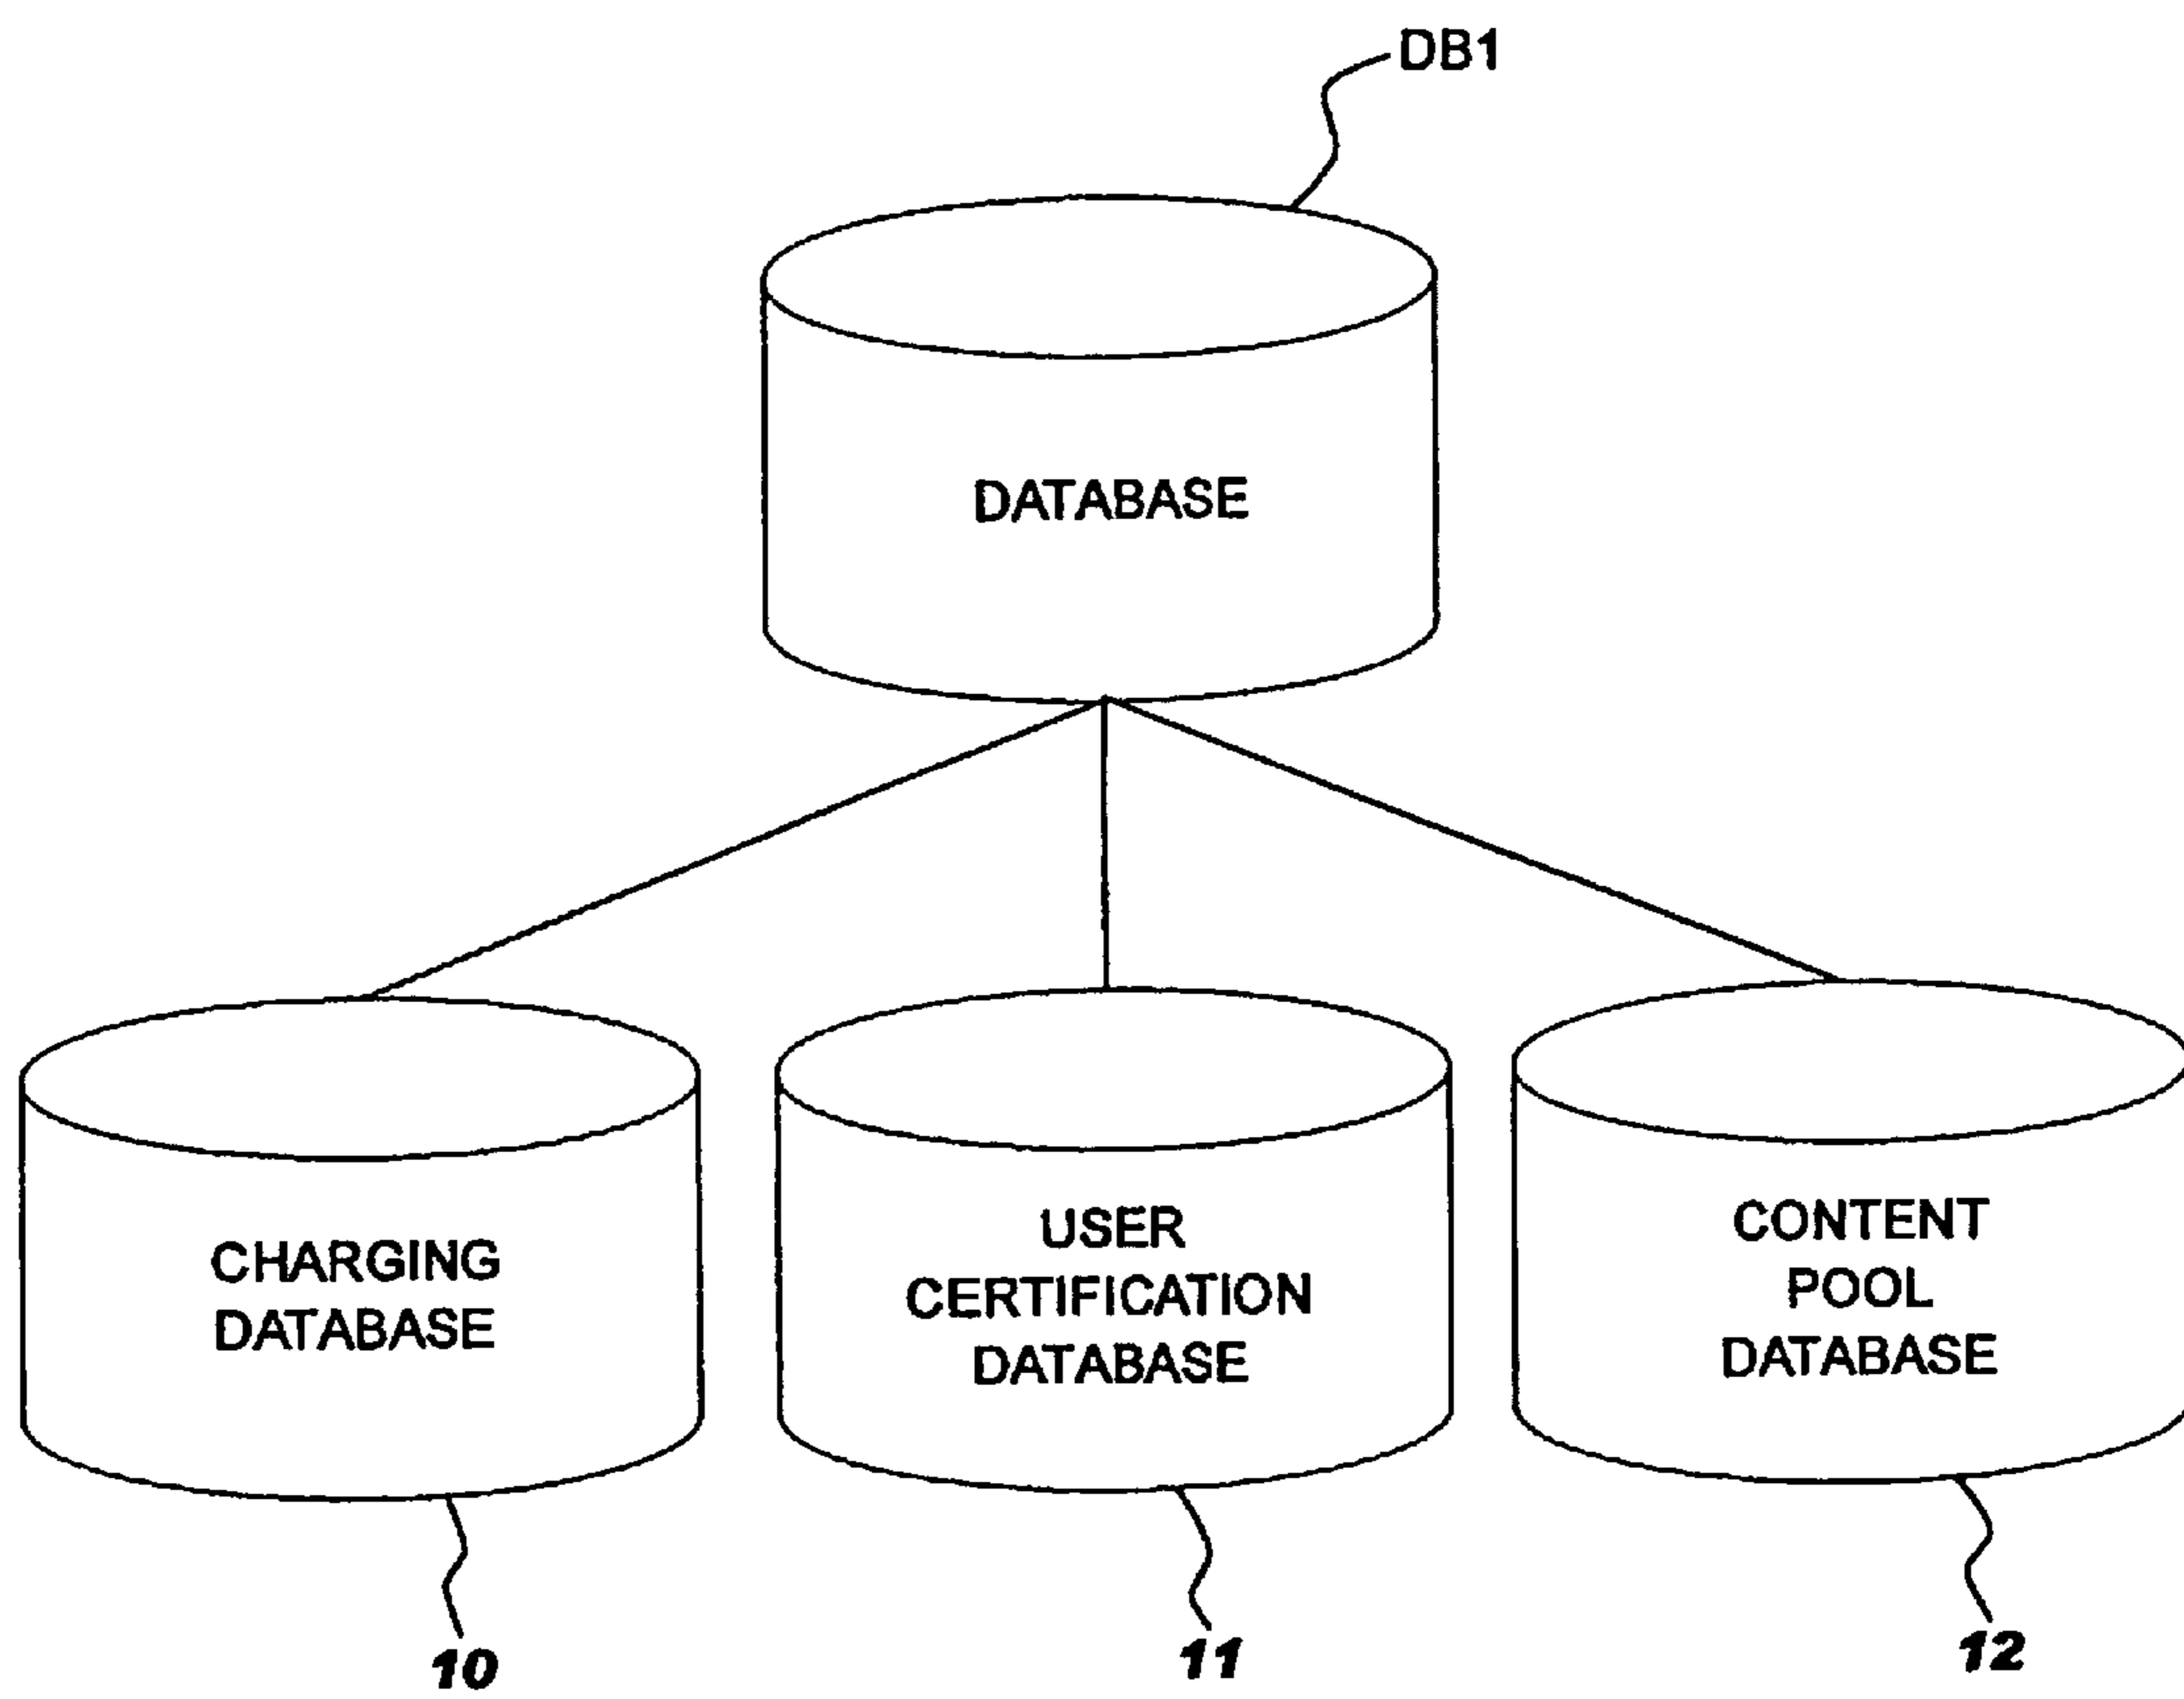 DB1
DATABASE
CHARGING
DATABASE
USER
CERTIFICATION
DATABASE
CONTENT
POOL
DATABASE
10
11
12